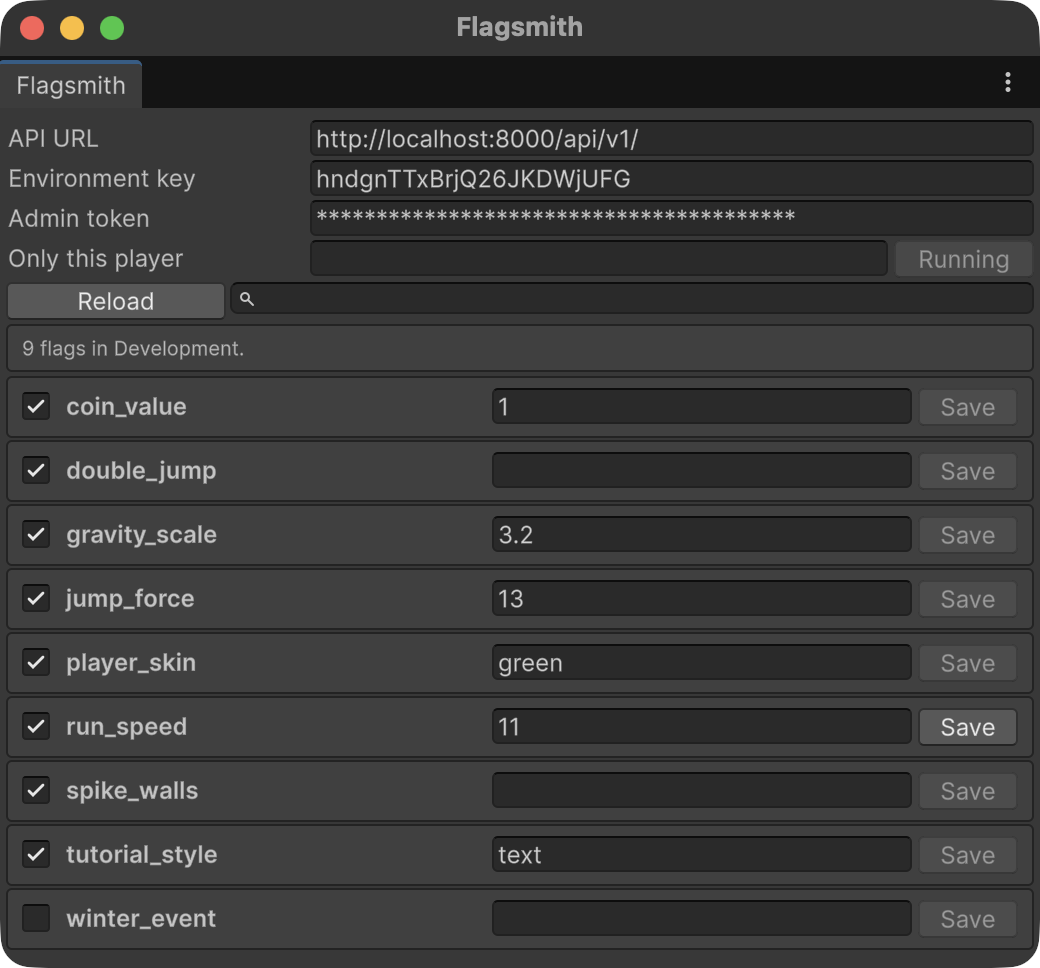 Flagsmith
Flagsmith
API URL http://localhost:8000/api/v1/
Environment key hndgnTTxBrjQ26JKDWjUFG
Admin token ****************************************
Only this player Running
Reload
9 flags in Development.
coin_value 1 Save
double_jump Save
gravity_scale 3.2 Save
jump_force 13 Save
player_skin green Save
run_speed 11 Save
spike_walls Save
tutorial_style text Save
winter_event Save